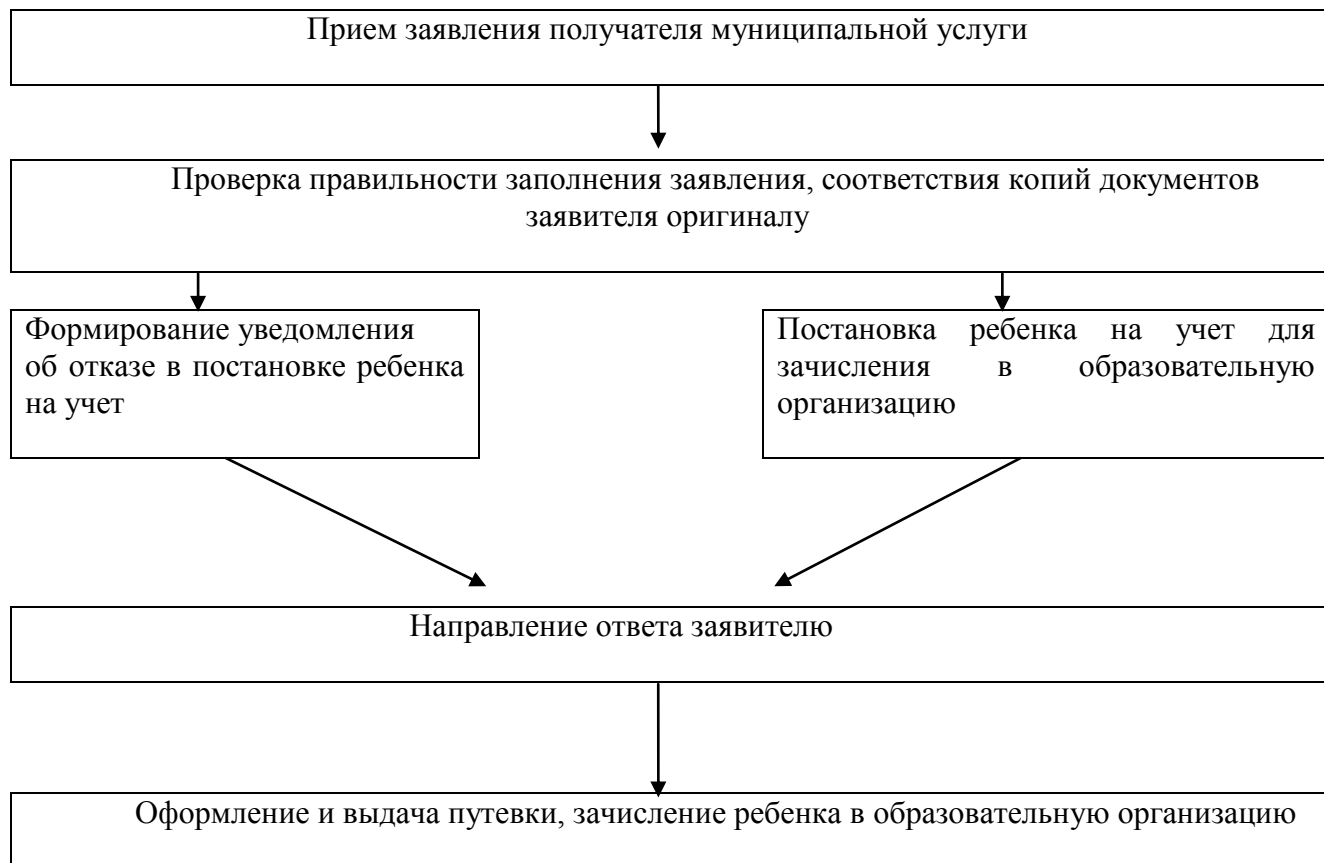 Прием заявления получателя муниципальной услуги
Проверка правильности заполнения заявления, соответствия копий документов
заявителя оригиналу
Формирование уведомления
об отказе в постановке ребенка
на учет
Постановка ребенка на учет для
зачисления в образовательную
организацию
Направление ответа заявителю
Оформление и выдача путевки, зачисление ребенка в образовательную организацию